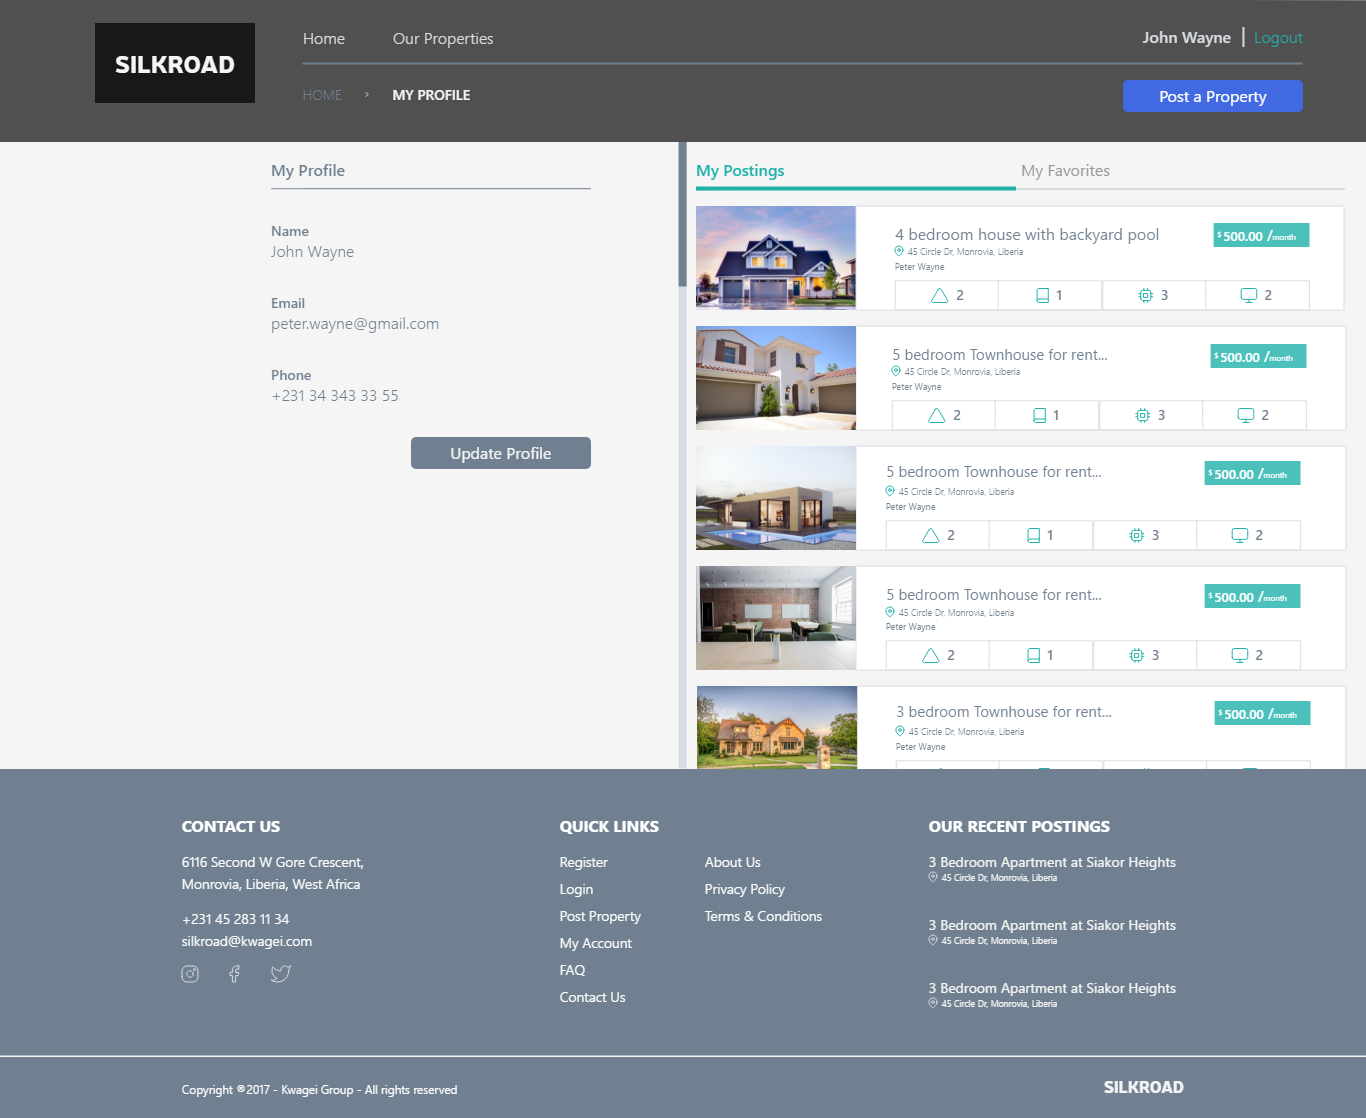 SILKROAD
Home Our Properties
John Wayne | Logout
HOME > MY PROFILE
Post a Property
My Profile
Name
John Wayne
Email
peter.wayne@gmail.com
Phone
+231 34 343 33 55
Update Profile
My Postings My Favorites
4 bedroom house with backyard pool
$ 500.00 /month
45 Circle Dr, Monrovia, Liberia
Peter Wayne
2 1 3 2
5 bedroom Townhouse for rent...
$ 500.00 /month
45 Circle Dr, Monrovia, Liberia
Peter Wayne
2 1 3 2
5 bedroom Townhouse for rent...
$ 500.00 /month
45 Circle Dr, Monrovia, Liberia
Peter Wayne
2 1 3 2
5 bedroom Townhouse for rent...
$ 500.00 /month
45 Circle Dr, Monrovia, Liberia
Peter Wayne
2 1 3 2
3 bedroom Townhouse for rent...
$ 500.00 /month
45 Circle Dr, Monrovia, Liberia
Peter Wayne
CONTACT US
6116 Second W Gore Crescent,
Monrovia, Liberia, West Africa
+231 45 283 11 34
silkroad@kwagei.com
QUICK LINKS
Register
Login
Post Property
My Account
FAQ
Contact Us
About Us
Privacy Policy
Terms & Conditions
OUR RECENT POSTINGS
3 Bedroom Apartment at Siakor Heights
45 Circle Dr, Monrovia, Liberia
3 Bedroom Apartment at Siakor Heights
45 Circle Dr, Monrovia, Liberia
3 Bedroom Apartment at Siakor Heights
45 Circle Dr, Monrovia, Liberia
Copyright ®2017 - Kwagei Group - All rights reserved
SILKROAD